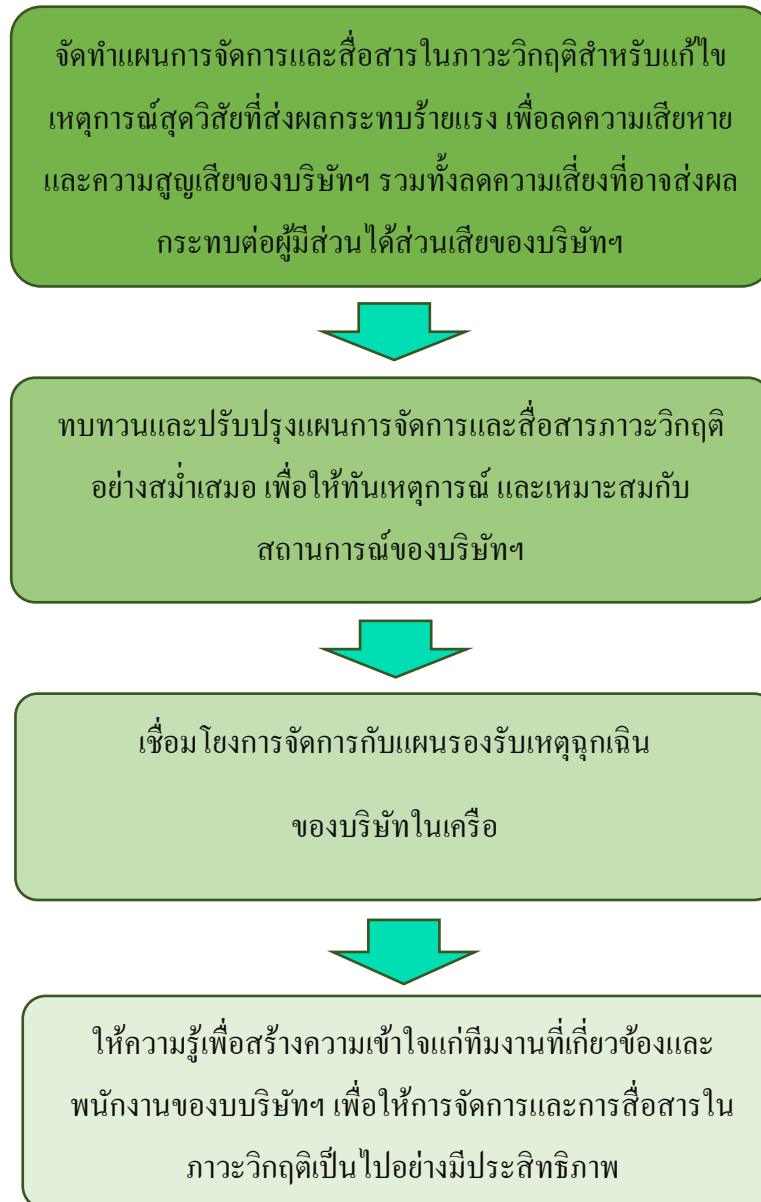 จัดทำแผนการจัดการและสื่อสารในภาวะวิกฤติสำหรับแก้ไข
เหตุการณ์สุดวิสัยที่ส่งผลกระทบร้ายแรง เพื่อลดความเสียหาย
และความสูญเสียของบริษัทฯ รวมทั้งลดความเสี่ยงที่อาจส่งผล
กระทบต่อผู้มีส่วนได้ส่วนเสียของบริษัทฯ
ทบทวนและปรับปรุงแผนการจัดการและสื่อสารภาวะวิกฤติ
อย่างสม่ำเสมอ เพื่อให้ทันเหตุการณ์ และเหมาะสมกับ
สถานการณ์ของบริษัทฯ
เชื่อมโยงการจัดการกับแผนรองรับเหตุฉุกเฉิน
ของบริษัทในเครือ
ให้ความรู้เพื่อสร้างความเข้าใจแก่ทีมงานที่เกี่ยวข้องและ
พนักงานของบบริษัทฯ เพื่อให้การจัดการและการสื่อสารใน
ภาวะวิกฤติเป็นไปอย่างมีประสิทธิภาพ